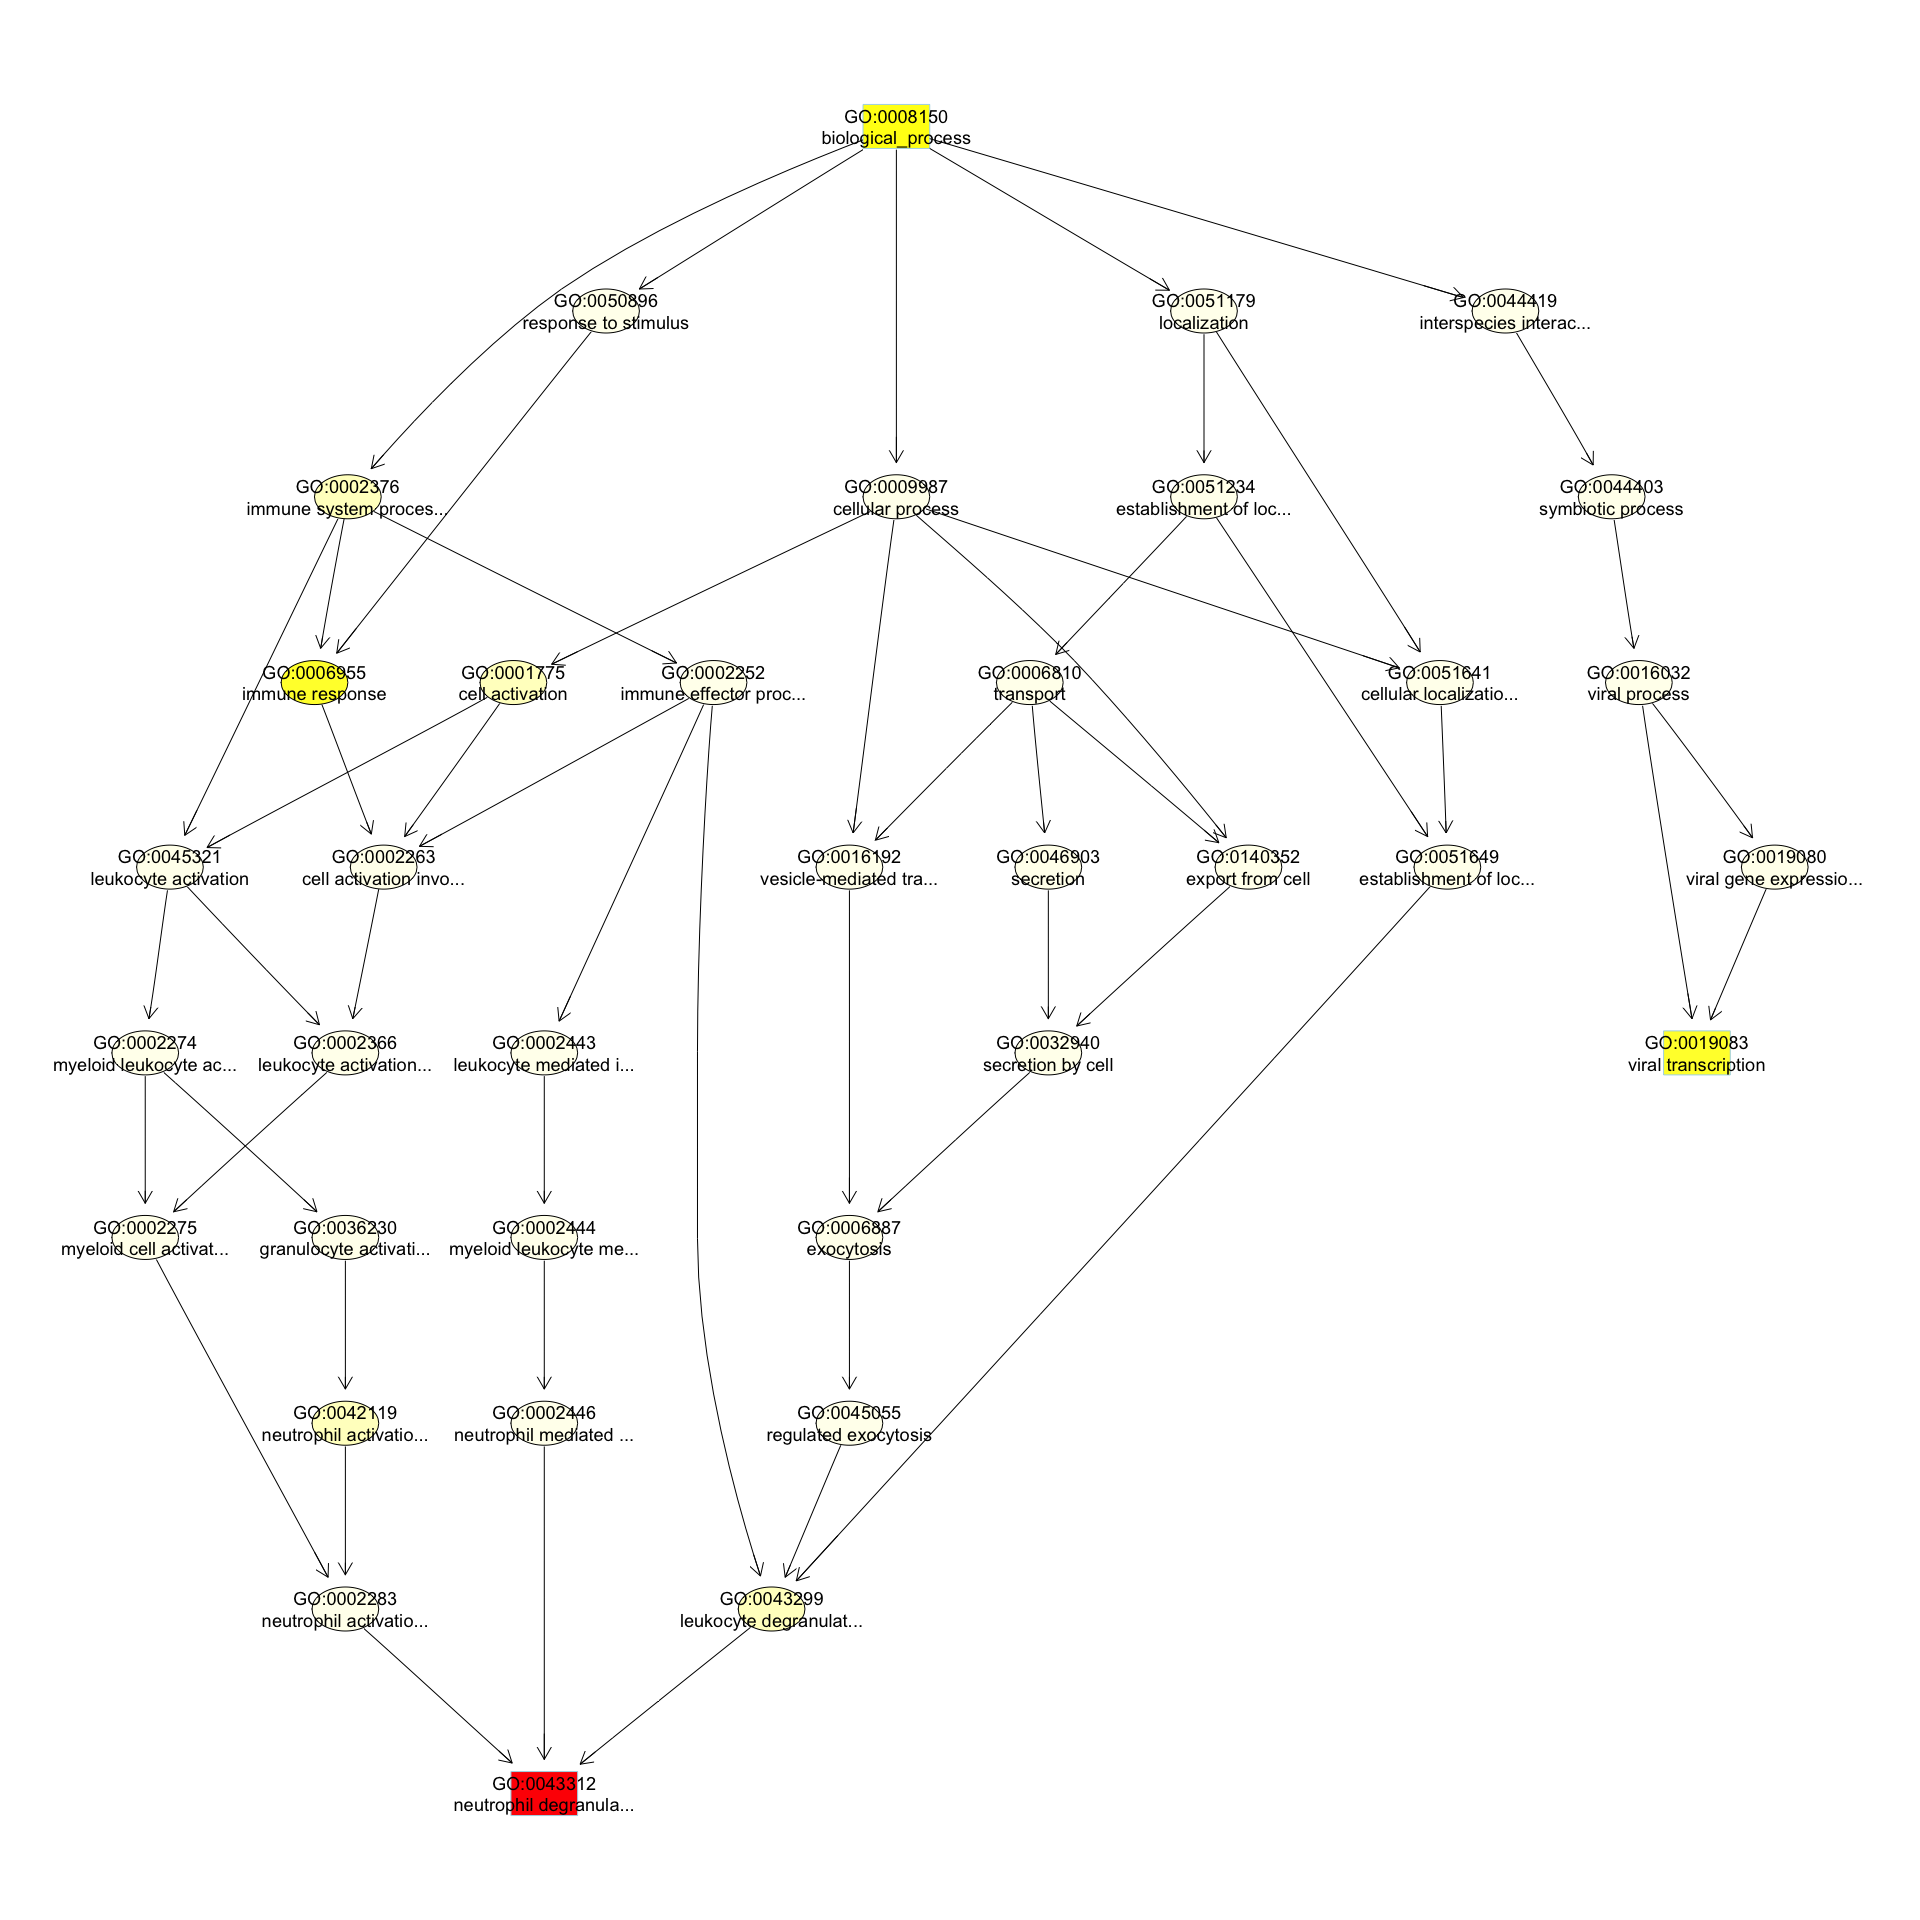 GO:0008150
biological_process
GO:0050896
response to stimulus
GO:0051179
localization
GO:0044419
interspecies interac...
GO:0002376
immune system proces...
GO:0009987
cellular process
GO:0051234
establishment of loc...
GO:0044403
symbiotic process
GO:0006955
immune response
GO:0001775
cell activation
GO:0002252
immune effector proc...
GO:0006810
transport
GO:0051641
cellular localizatio...
GO:0016032
viral process
GO:0045321
leukocyte activation
GO:0002263
cell activation invo...
GO:0016192
vesicle-mediated tra...
GO:0046903
secretion
GO:0140352
export from cell
GO:0051649
establishment of loc...
GO:0019080
viral gene expressio...
GO:0002274
myeloid leukocyte ac...
GO:0002366
leukocyte activation...
GO:0002443
leukocyte mediated i...
GO:0032940
secretion by cell
GO:0019083
viral transcription
GO:0002275
myeloid cell activat...
GO:0036230
granulocyte activati...
GO:0002444
myeloid leukocyte me...
GO:0006887
exocytosis
GO:0042119
neutrophil activatio...
GO:0002446
neutrophil mediated ...
GO:0045055
regulated exocytosis
GO:0002283
neutrophil activatio...
GO:0043299
leukocyte degranulat...
GO:0043312
neutrophil degranula...